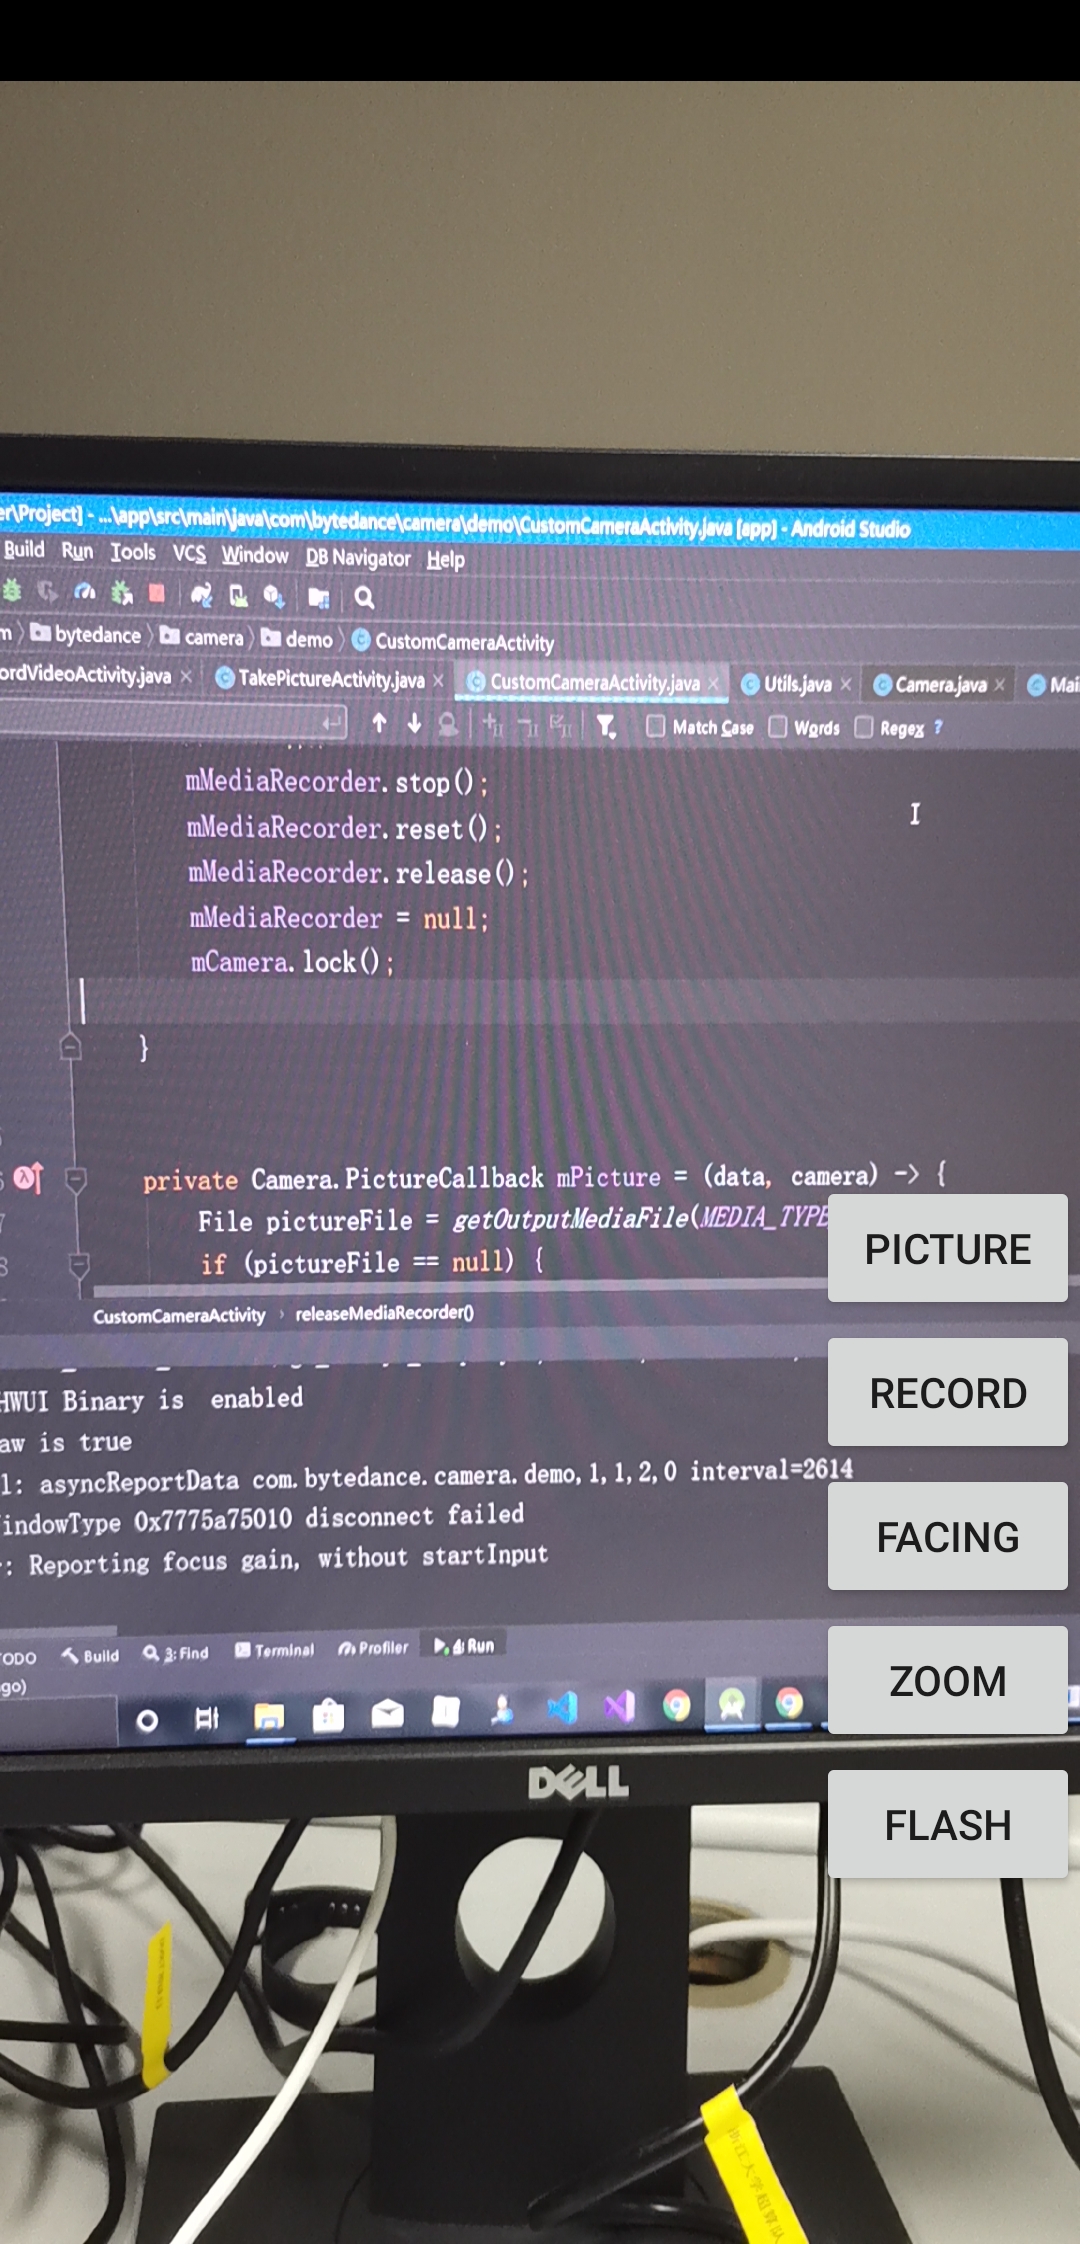 er\Project] - ...\app\src\main\java\com\bytedance\camera\demo\CustomCameraActivity.java [app] - Android Studio
Build Run Tools VCS Window DB Navigator Help
m bytedance camera demo CustomCameraActivity
ordVideoActivity.java TakePictureActivity.java CustomCameraActivity.java Utils.java Camera.java Mai
Match Case Words Regex ?
mMediaRecorder.stop();
mMediaRecorder.reset();
mMediaRecorder.release();
mMediaRecorder = null;
mCamera.lock();
}
private Camera.PictureCallback mPicture = (data, camera) -> {
File pictureFile = getOutputMediaFile(MEDIA_TYPE
if (pictureFile == null) {
PICTURE
CustomCameraActivity › releaseMediaRecorder()
RECORD
HWUI Binary is enabled
aw is true
l: asyncReportData com.bytedance.camera.demo,1,1,2,0 interval=2614
indowType 0x7775a75010 disconnect failed
FACING
: Reporting focus gain, without startInput
ODO Build 3: Find Terminal Profiler 4: Run
go)
ZOOM
DELL
FLASH